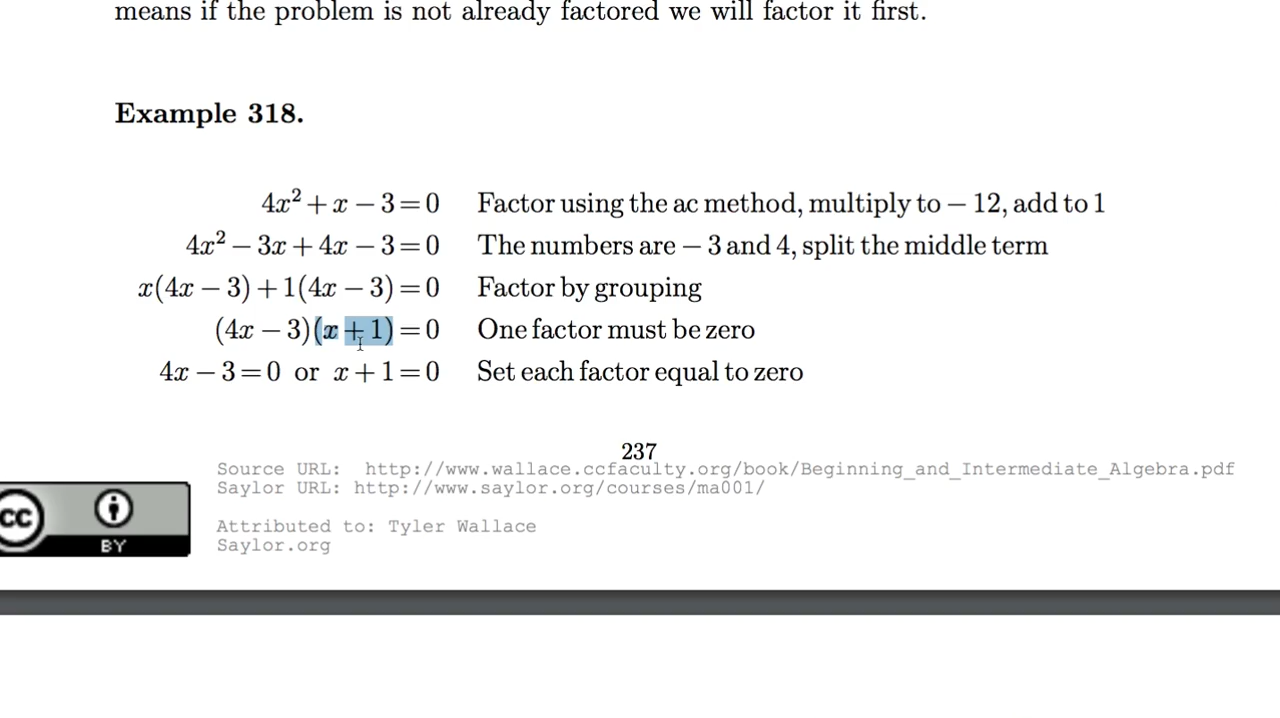 means if the problem is not already factored we will factor it first.
Example 318.
4x² + x − 3 = 0 Factor using the ac method, multiply to − 12, add to 1
4x² − 3x + 4x − 3 = 0 The numbers are − 3 and 4, split the middle term
x(4x − 3) + 1(4x − 3) = 0 Factor by grouping
(4x − 3)(x + 1) = 0 One factor must be zero
4x − 3 = 0 or x + 1 = 0 Set each factor equal to zero
237
Source URL: http://www.wallace.ccfaculty.org/book/Beginning_and_Intermediate_Algebra.pdf
Saylor URL: http://www.saylor.org/courses/ma001/
Attributed to: Tyler Wallace
Saylor.org
cc
BY